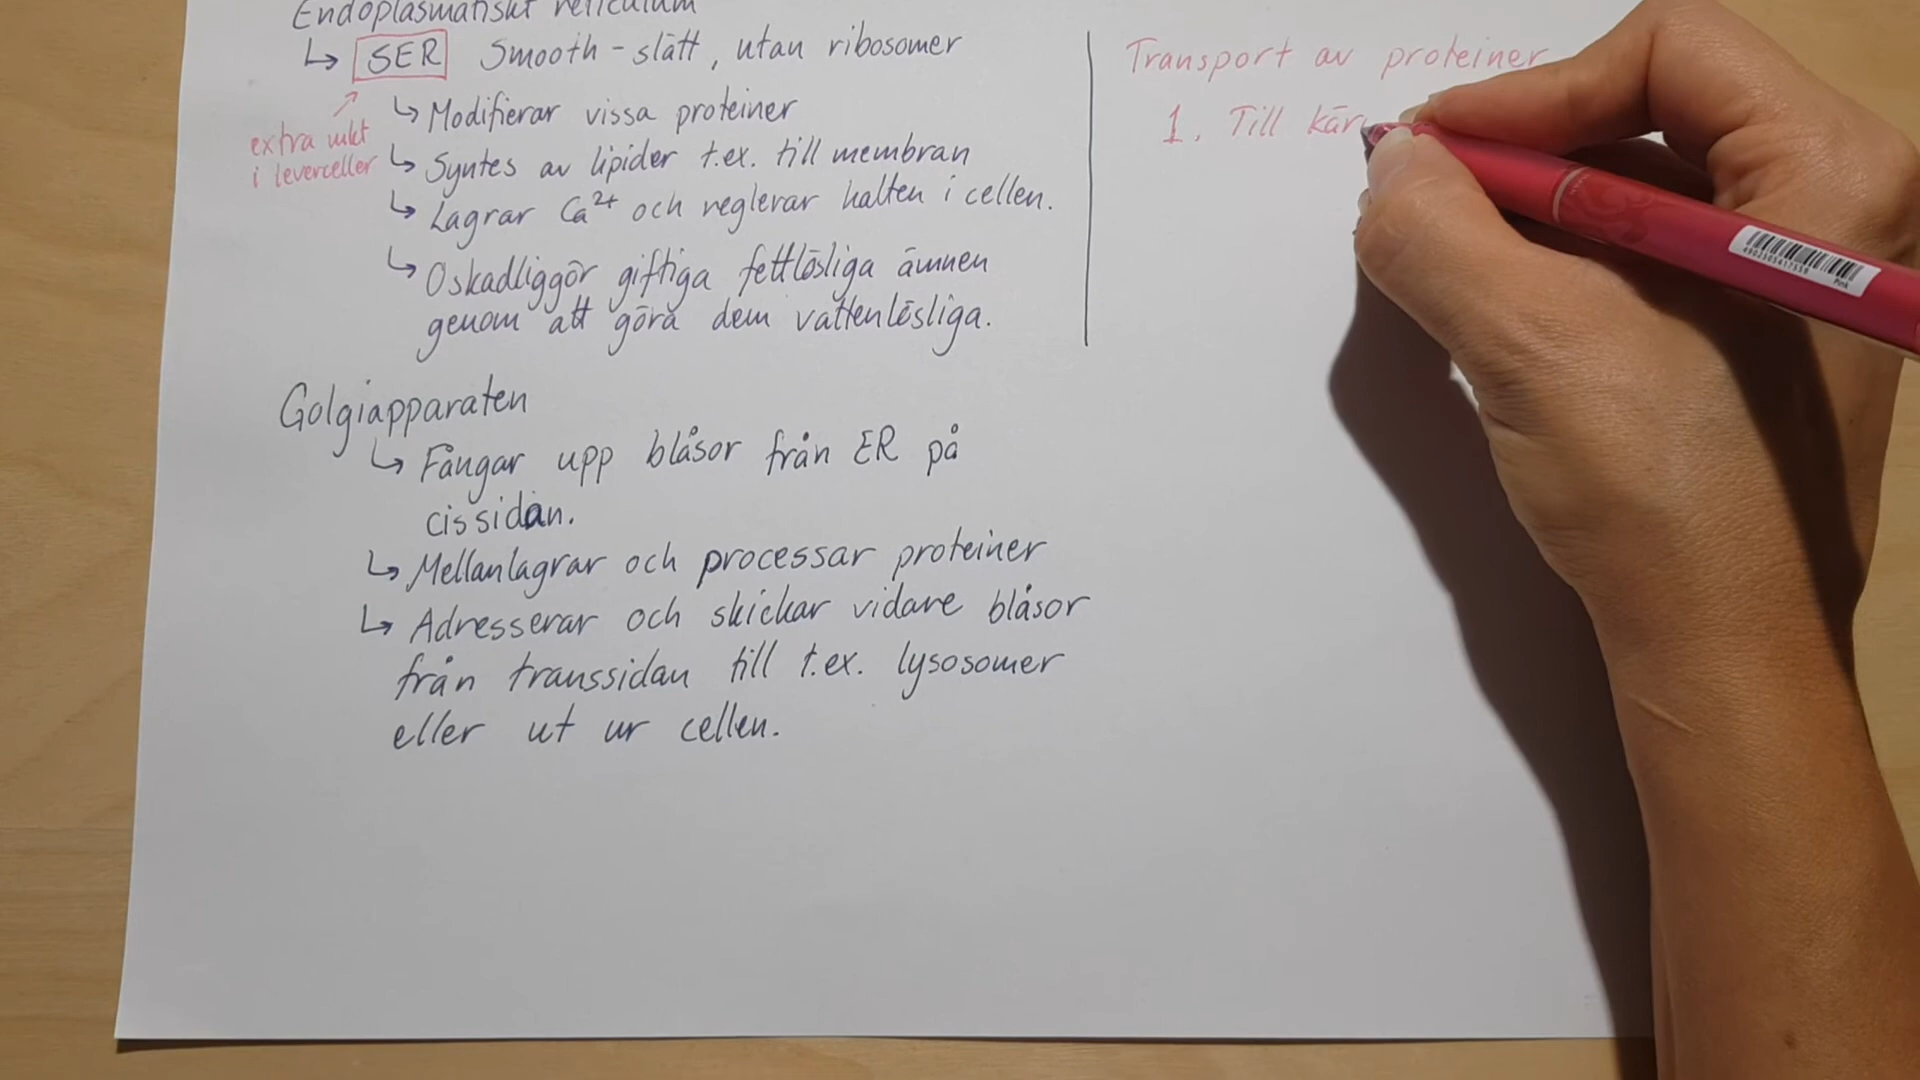 Endoplasmatiskt reticulum
↳ SER Smooth - slätt, utan ribosomer
↳ Modifierar vissa proteiner
extra mkt
i leverceller
↳ Syntes av lipider t.ex. till membran
↳ Lagrar Ca²⁺ och reglerar halten i cellen.
↳ Oskadliggör giftiga fettlösliga ämnen
genom att göra dem vattenlösliga.
Golgiapparaten
↳ Fångar upp blåsor från ER på
cissidan.
↳ Mellanlagrar och processar proteiner
↳ Adresserar och skickar vidare blåsor
från transsidan till t.ex. lysosomer
eller ut ur cellen.
Transport av proteiner
1. Till kär
Pink